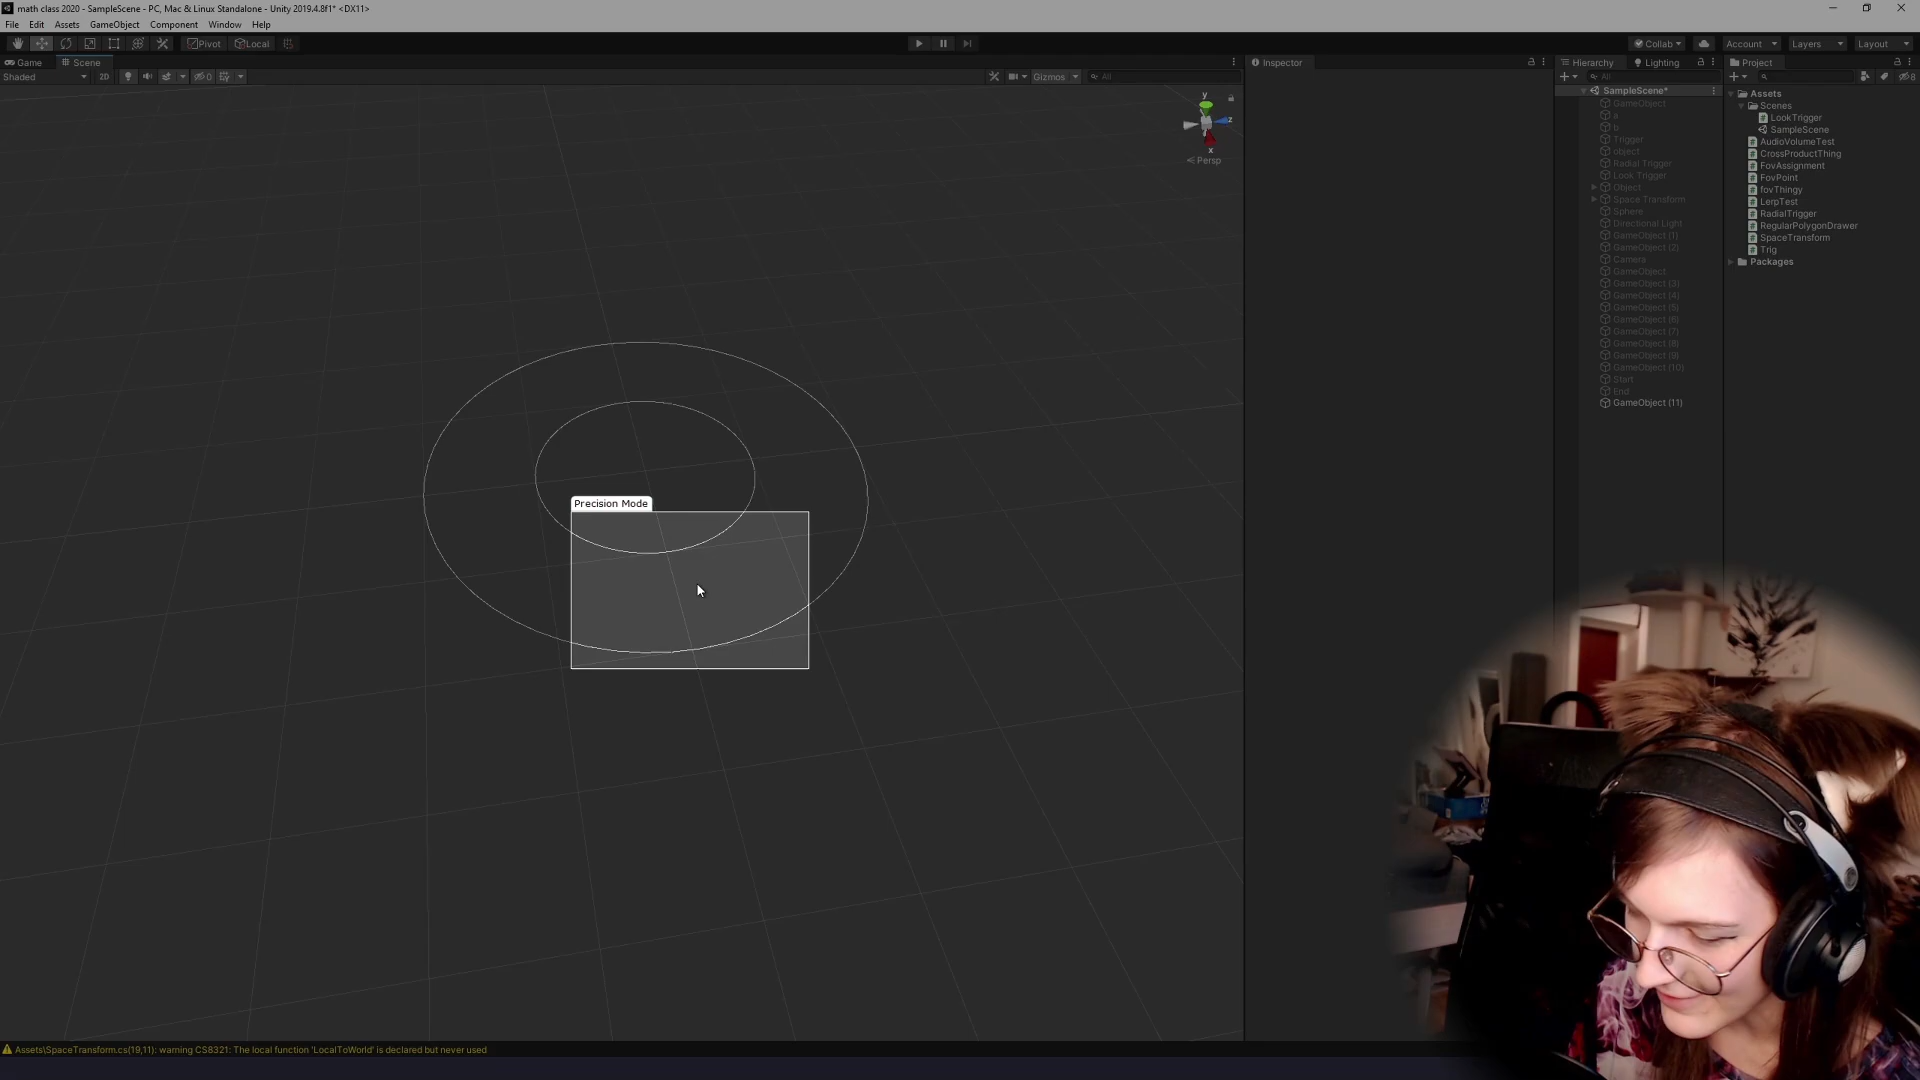 math class 2020 - SampleScene - PC, Mac & Linux Standalone - Unity 2019.4.8f1* <DX11>
File Edit Assets GameObject Component Window Help
Pivot Local
Collab Account Layers Layout
Game Scene
Shaded 2D 0 Gizmos All
y
z
x
Persp
Precision Mode
Inspector
Hierarchy Lighting
All
SampleScene*
GameObject
a
b
Trigger
object
Radial Trigger
Look Trigger
Object
Space Transform
Sphere
Directional Light
GameObject (1)
GameObject (2)
Camera
GameObject
GameObject (3)
GameObject (4)
GameObject (5)
GameObject (6)
GameObject (7)
GameObject (8)
GameObject (9)
GameObject (10)
Start
End
GameObject (11)
Project
8
Assets
Scenes
LookTrigger
SampleScene
AudioVolumeTest
CrossProductThing
FovAssignment
FovPoint
fovThingy
LerpTest
RadialTrigger
RegularPolygonDrawer
SpaceTransform
Trig
Packages
Assets\SpaceTransform.cs(19,11): warning CS8321: The local function 'LocalToWorld' is declared but never used